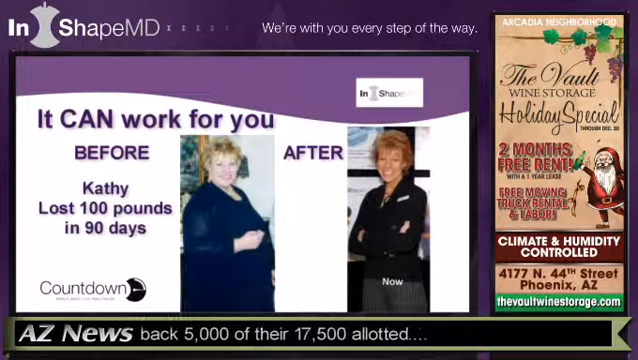 InShapeMD
We're with you every step of the way.
InShapeMD
It CAN work for you
BEFORE
AFTER
Kathy
Lost 100 pounds
in 90 days
Now
Countdown
ARCADIA NEIGHBORHOOD
The Vault
WINE STORAGE
Holiday Special
THROUGH DEC. 30
2 MONTHS
FREE RENT!
WITH A 1 YEAR LEASE
FREE MOVING
TRUCK RENTAL
& LABOR!
CLIMATE & HUMIDITY
CONTROLLED
4177 N. 44TH Street
Phoenix, AZ
thevaultwinestorage.com
AZ News back 5,000 of their 17,500 allotted....